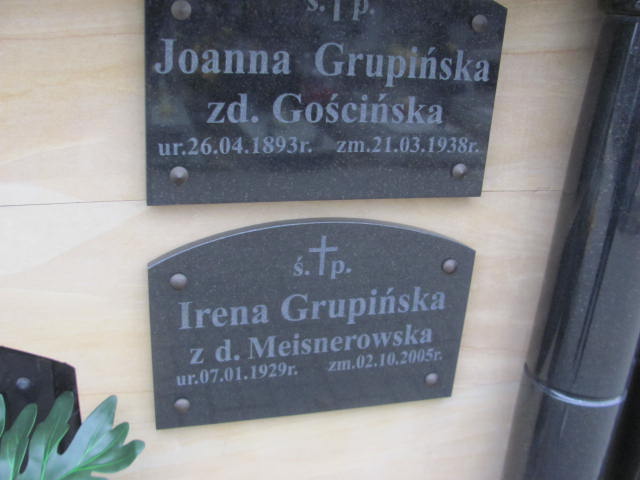 ś. p.
Joanna Grupińska
zd. Gościńska
ur.26.04.1893r. zm.21.03.1938r.
ś. p.
Irena Grupińska
z d. Meisnerowska
ur.07.01.1929r. zm.02.10.2005r.